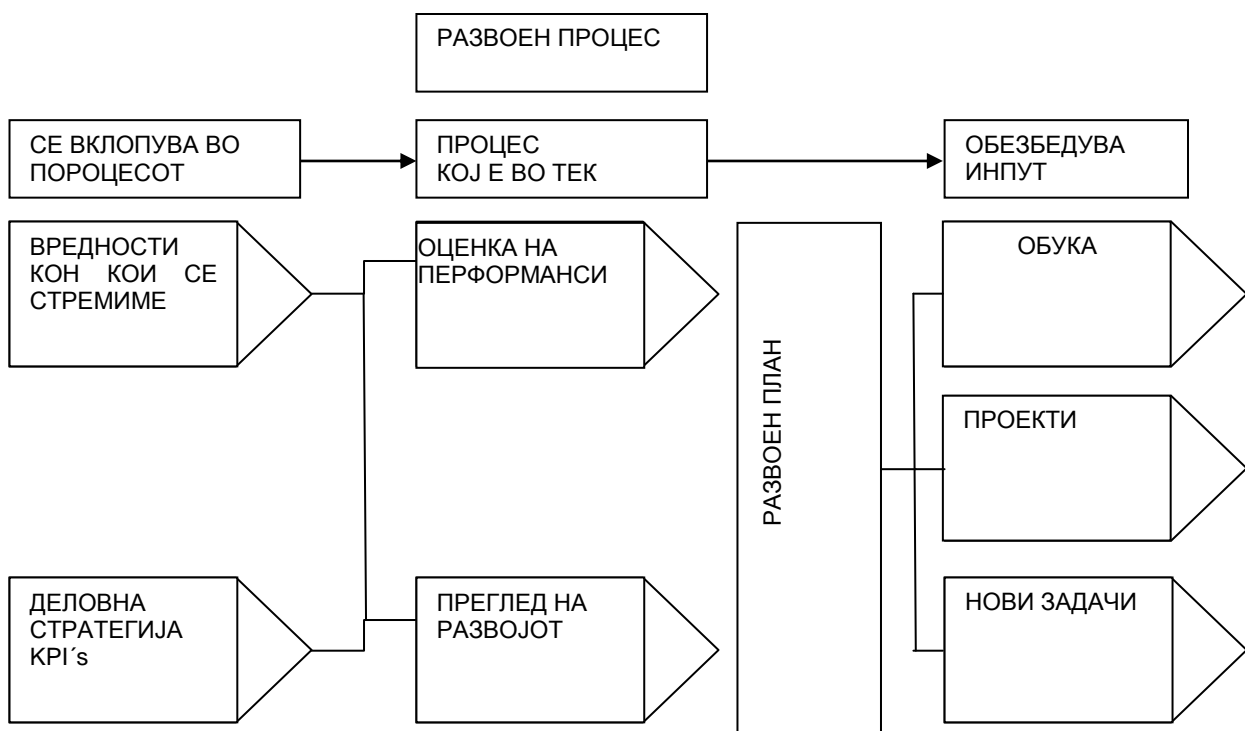 РАЗВОЕН ПРОЦЕС
СЕ ВКЛОПУВА ВО
ПОРОЦЕСОТ
ПРОЦЕС
КОЈ Е ВО ТЕК
ОБЕЗБЕДУВА
ИНПУТ
ВРЕДНОСТИ
КОН КОИ СЕ
СТРЕМИМЕ
ОЦЕНКА НА
ПЕРФОРМАНСИ
РАЗВОЕН ПЛАН
ОБУКА
ПРОЕКТИ
ДЕЛОВНА
СТРАТЕГИЈА
KPI´s
ПРЕГЛЕД НА
РАЗВОЈОТ
НОВИ ЗАДАЧИ